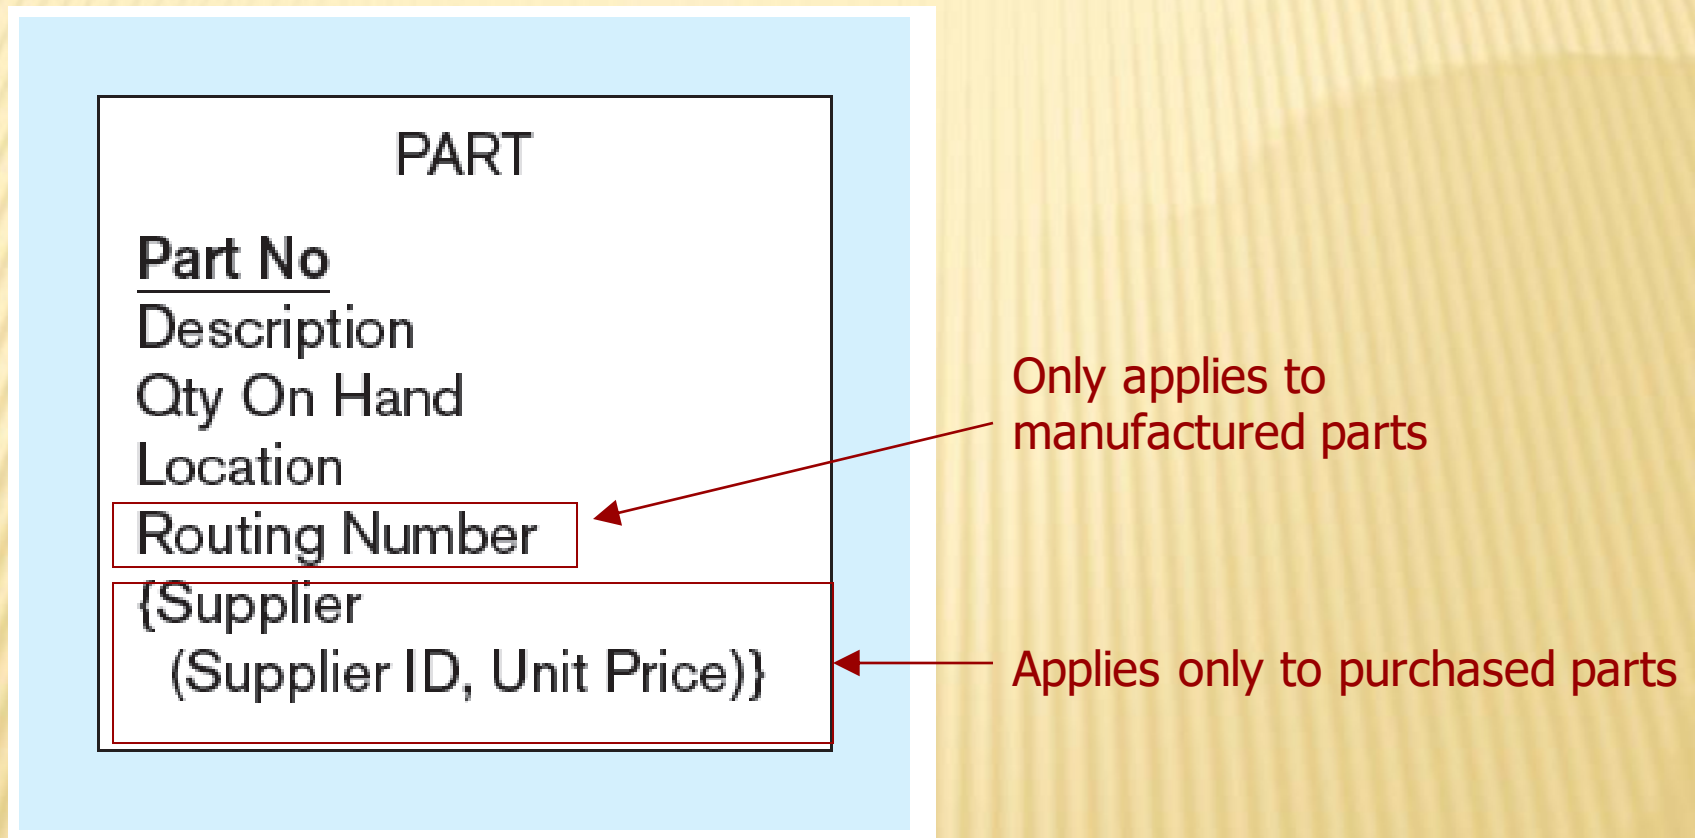 PART
Part No
Description
Qty On Hand
Location
Routing Number
{Supplier
(Supplier ID, Unit Price)}
Only applies to
manufactured parts
Applies only to purchased parts